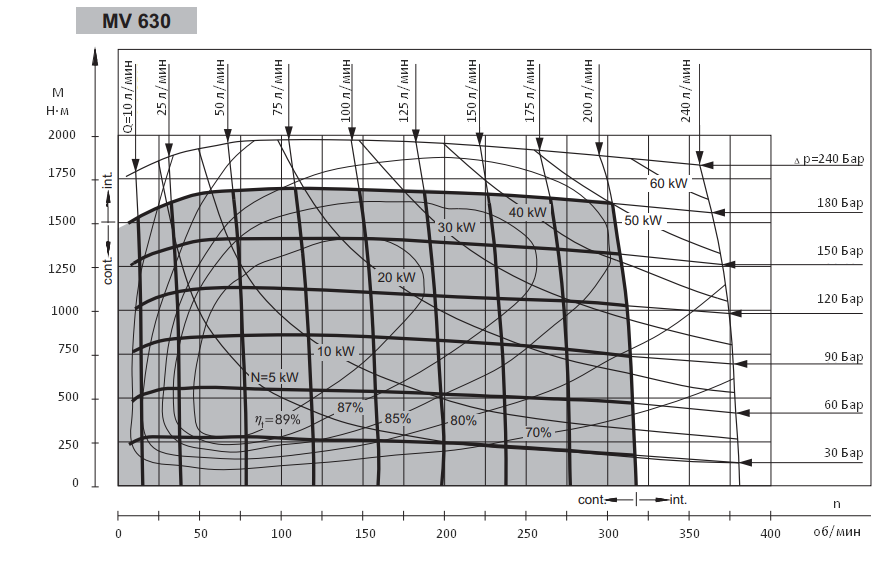 MV 630
M
Н·м
Q=10 л/мин
25 л/мин
50 л/мин
75 л/мин
100 л/мин
125 л/мин
150 л/мин
175 л/мин
200 л/мин
240 л/мин
2000
1750
1500
1250
1000
750
500
250
0
int.
cont.
Δ p=240 Бар
180 Бар
150 Бар
120 Бар
90 Бар
60 Бар
30 Бар
60 kW
50 kW
40 kW
30 kW
20 kW
10 kW
N=5 kW
ηt=89%
87%
85%
80%
70%
cont.
int.
n
0
50
100
150
200
250
300
350
400
об/мин